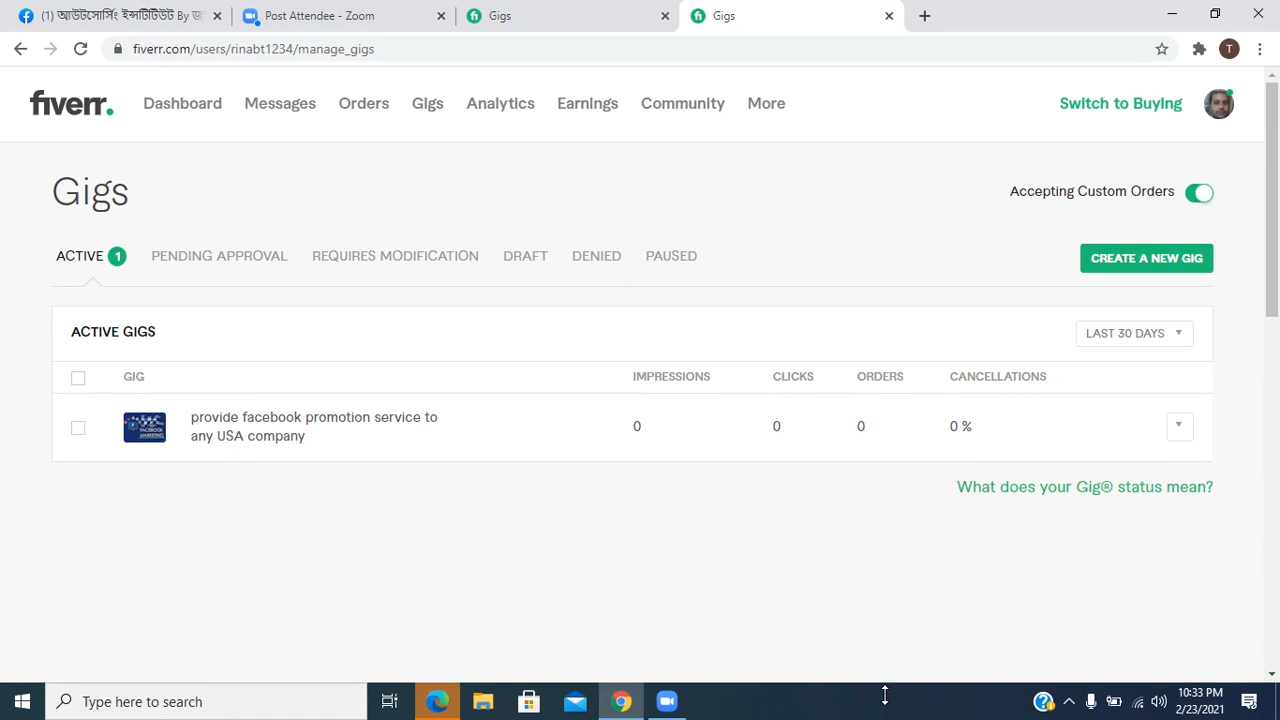 (1) আউটসোর্সিং ইন্সটিটিউট By জ
Post Attendee - Zoom
Gigs
Gigs
fiverr.com/users/rinabt1234/manage_gigs
T
fiverr.
Dashboard
Messages
Orders
Gigs
Analytics
Earnings
Community
More
Switch to Buying
Gigs
Accepting Custom Orders
ACTIVE 1
PENDING APPROVAL
REQUIRES MODIFICATION
DRAFT
DENIED
PAUSED
CREATE A NEW GIG
ACTIVE GIGS
LAST 30 DAYS
GIG
IMPRESSIONS
CLICKS
ORDERS
CANCELLATIONS
FACEBOOK
MARKETING
provide facebook promotion service to
any USA company
0
0
0
0 %
What does your Gig® status mean?
Type here to search
10:33 PM
2/23/2021